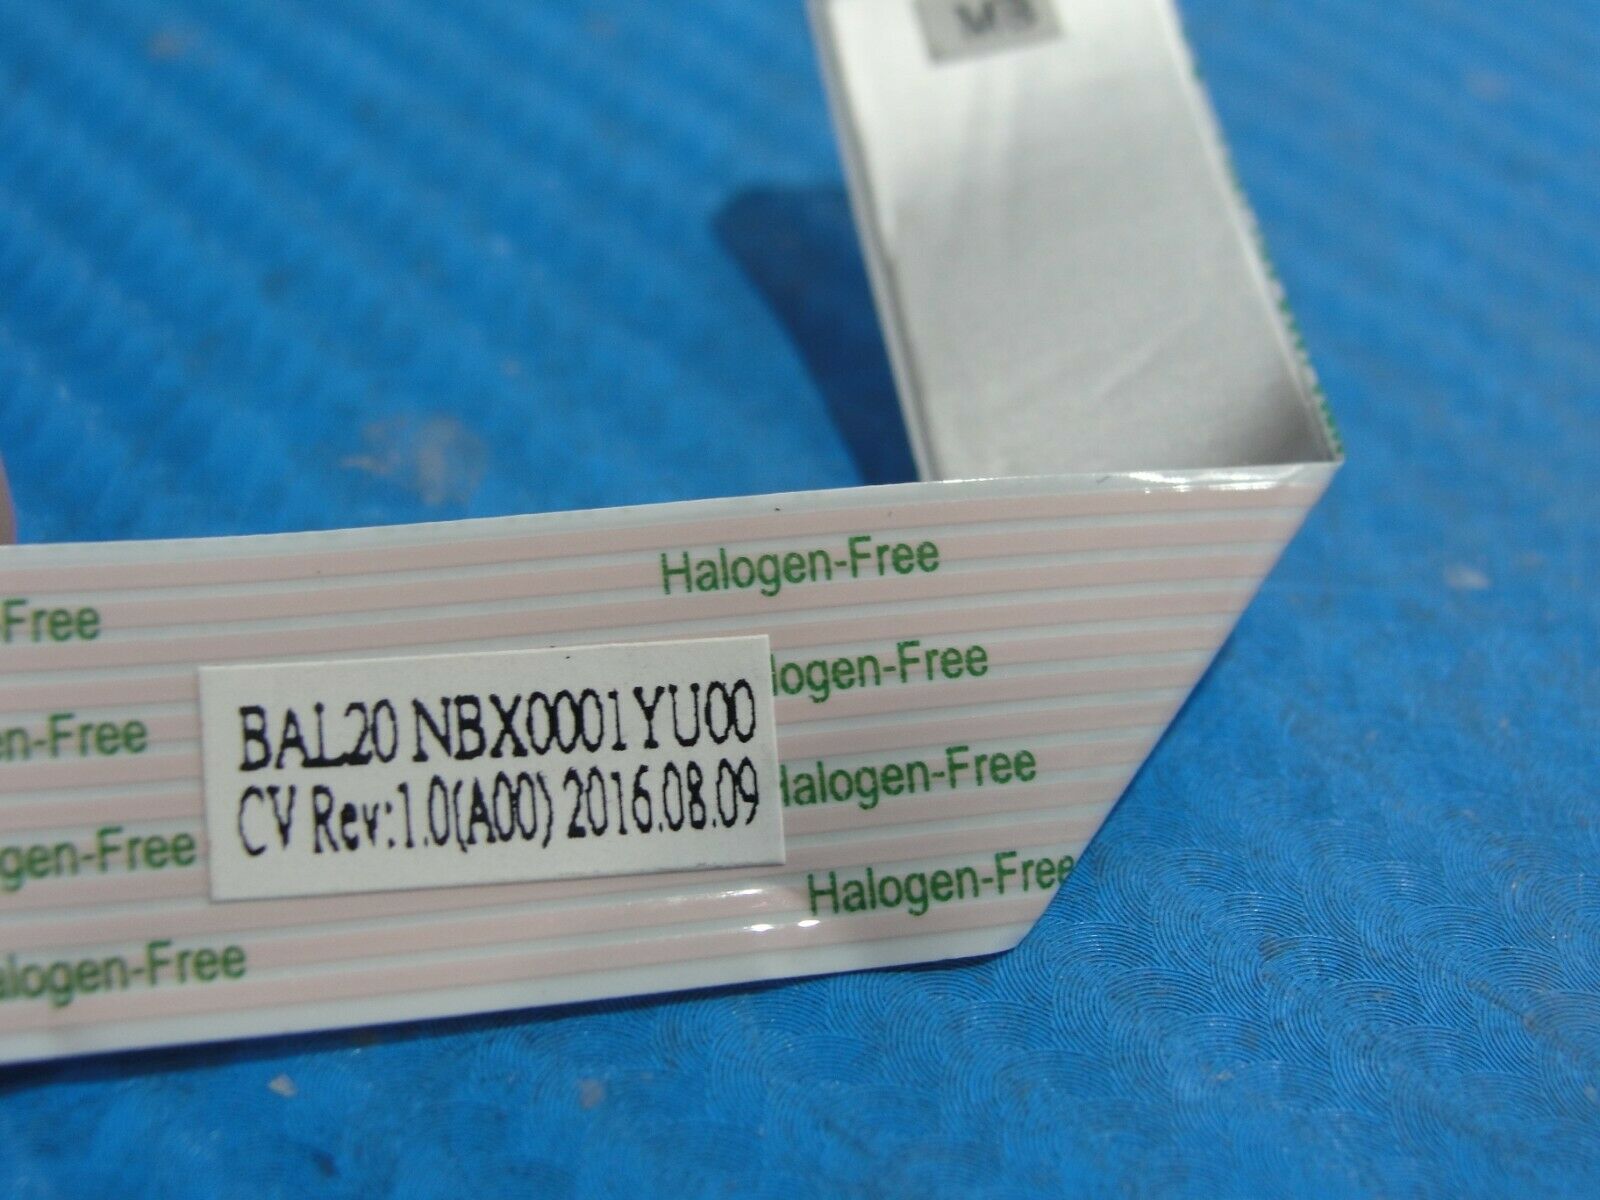 Halogen-Free
-Free
logen-Free
BAL20 NBX0001YU00
en-Free
Halogen-Free
CV Rev:1.0(A00) 2016.08.09
gen-Free
Halogen-Free
alogen-Free